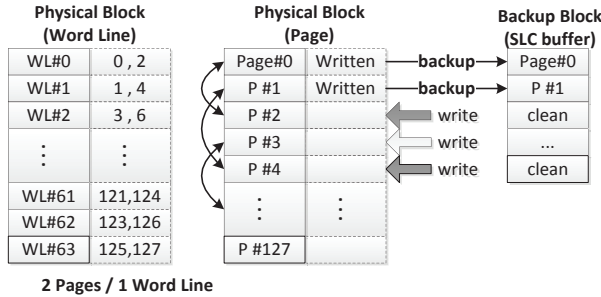 Physical Block
(Word Line)
WL#0 0 , 2
WL#1 1 , 4
WL#2 3 , 6
⋮ ⋮
WL#61 121,124
WL#62 123,126
WL#63 125,127
2 Pages / 1 Word Line
Physical Block
(Page)
Page#0 Written
P #1 Written
P #2
P #3
P #4
⋮ ⋮
P #127
backup
backup
write
write
write
Backup Block
(SLC buffer)
Page#0
P #1
clean
...
clean